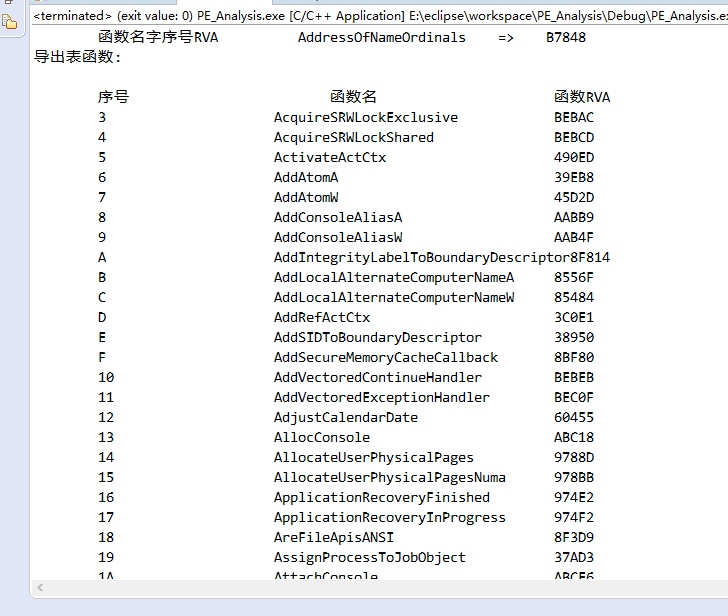 <terminated> (exit value: 0) PE_Analysis.exe [C/C++ Application] E:\eclipse\workspace\PE_Analysis\Debug\PE_Analysis.ex
函数名字序号RVA AddressOfNameOrdinals => B7848
导出表函数:
序号 函数名 函数RVA
3 AcquireSRWLockExclusive BEBAC
4 AcquireSRWLockShared BEBCD
5 ActivateActCtx 490ED
6 AddAtomA 39EB8
7 AddAtomW 45D2D
8 AddConsoleAliasA AABB9
9 AddConsoleAliasW AAB4F
A AddIntegrityLabelToBoundaryDescriptor8F814
B AddLocalAlternateComputerNameA 8556F
C AddLocalAlternateComputerNameW 85484
D AddRefActCtx 3C0E1
E AddSIDToBoundaryDescriptor 38950
F AddSecureMemoryCacheCallback 8BF80
10 AddVectoredContinueHandler BEBEB
11 AddVectoredExceptionHandler BEC0F
12 AdjustCalendarDate 60455
13 AllocConsole ABC18
14 AllocateUserPhysicalPages 9788D
15 AllocateUserPhysicalPagesNuma 978BB
16 ApplicationRecoveryFinished 974E2
17 ApplicationRecoveryInProgress 974F2
18 AreFileApisANSI 8F3D9
19 AssignProcessToJobObject 37AD3
1A AttachConsole ABCE6